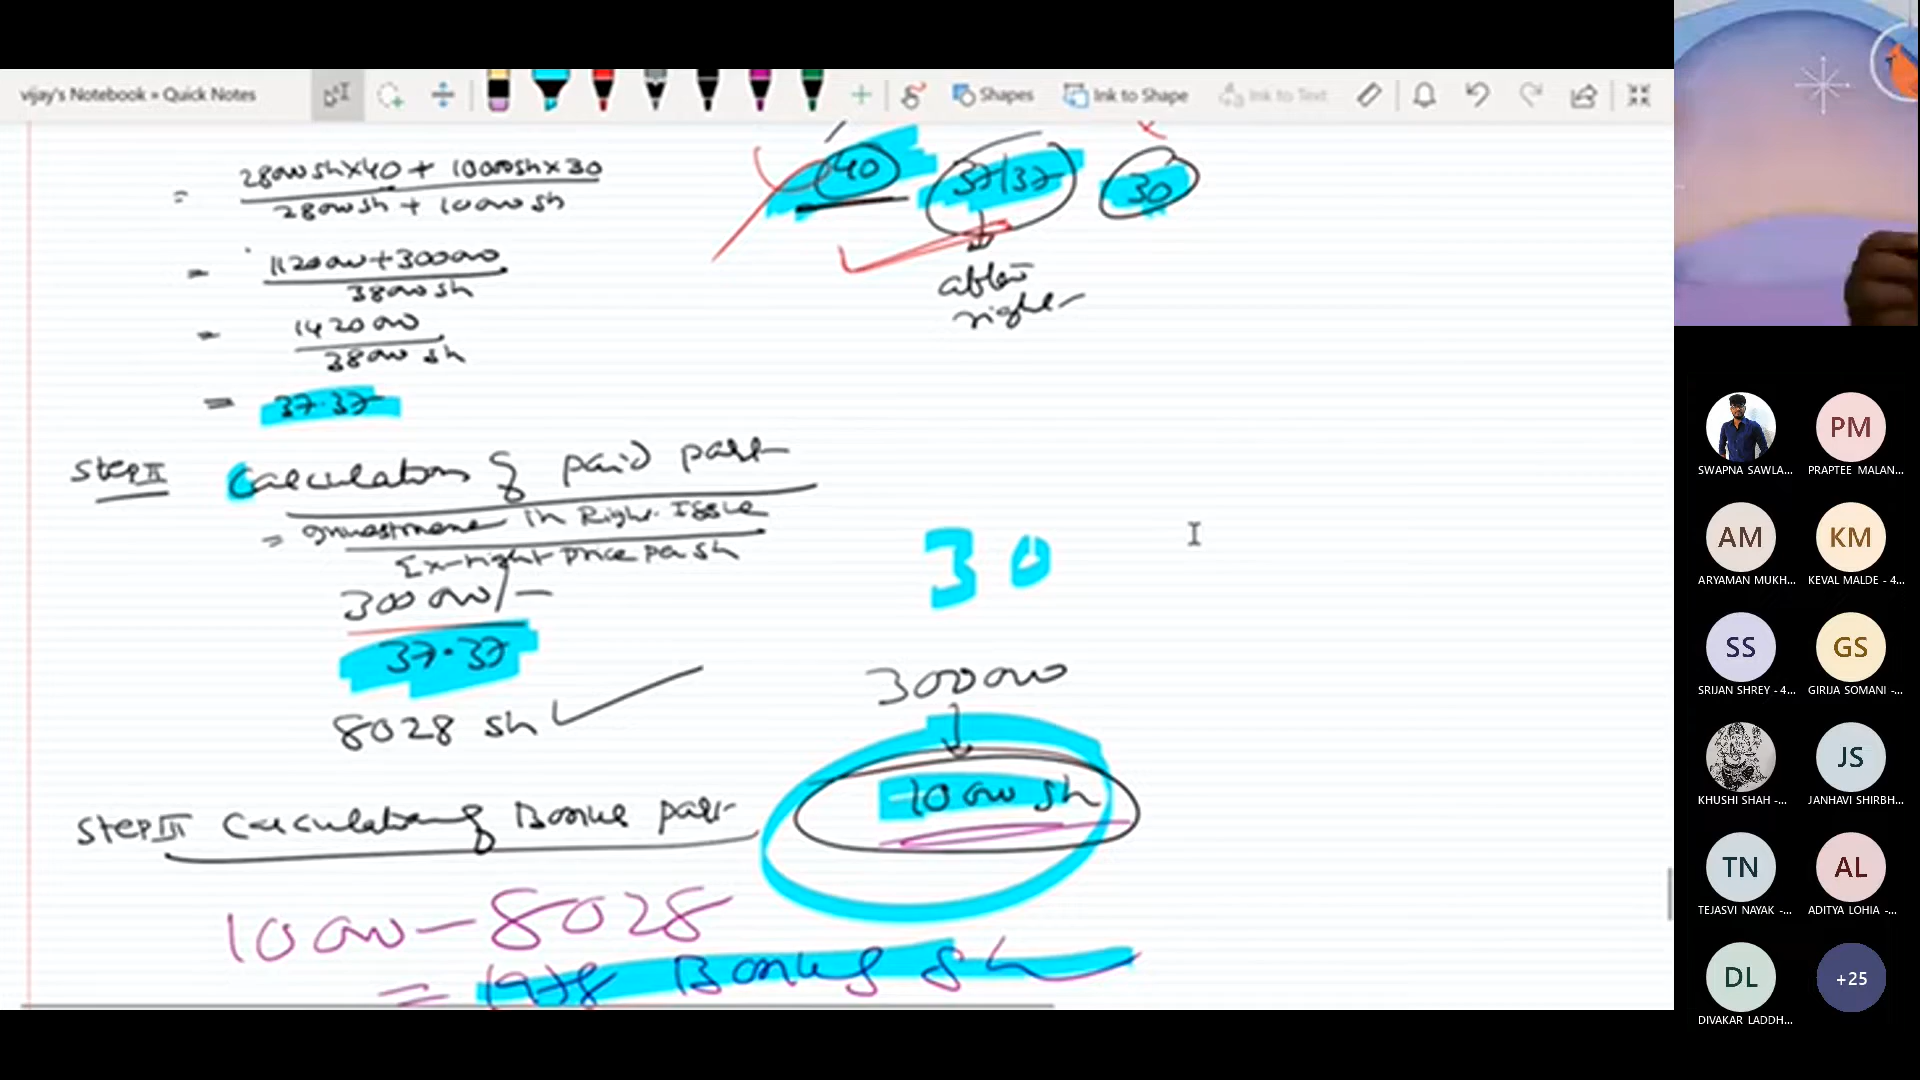 vijay's Notebook » Quick Notes
Shapes
Ink to Shape
Ink to Text
= 28000 sh x 40 + 10000 sh x 30
28000 sh + 10000 sh
= 1120000 + 300000
38000 sh
= 1420000
38000 sh
= 37.37
40 37.37 30
after
right
Step II Calculation of paid part
= Investment in Right Issue
Ex-right price per sh
300000/-
37.37
8028 sh
30
300000
10000 sh
Step III Calculation of Bonus part
10000 - 8028
= 1978 Bonus sh
SWAPNA SAWLA...
PM
PRAPTEE MALAN...
AM
ARYAMAN MUKH...
KM
KEVAL MALDE - 4...
SS
SRIJAN SHREY - 4...
GS
GIRIJA SOMANI -...
KHUSHI SHAH -...
JS
JANHAVI SHIRBH...
TN
TEJASVI NAYAK -...
AL
ADITYA LOHIA -...
DL
DIVAKAR LADDH...
+25